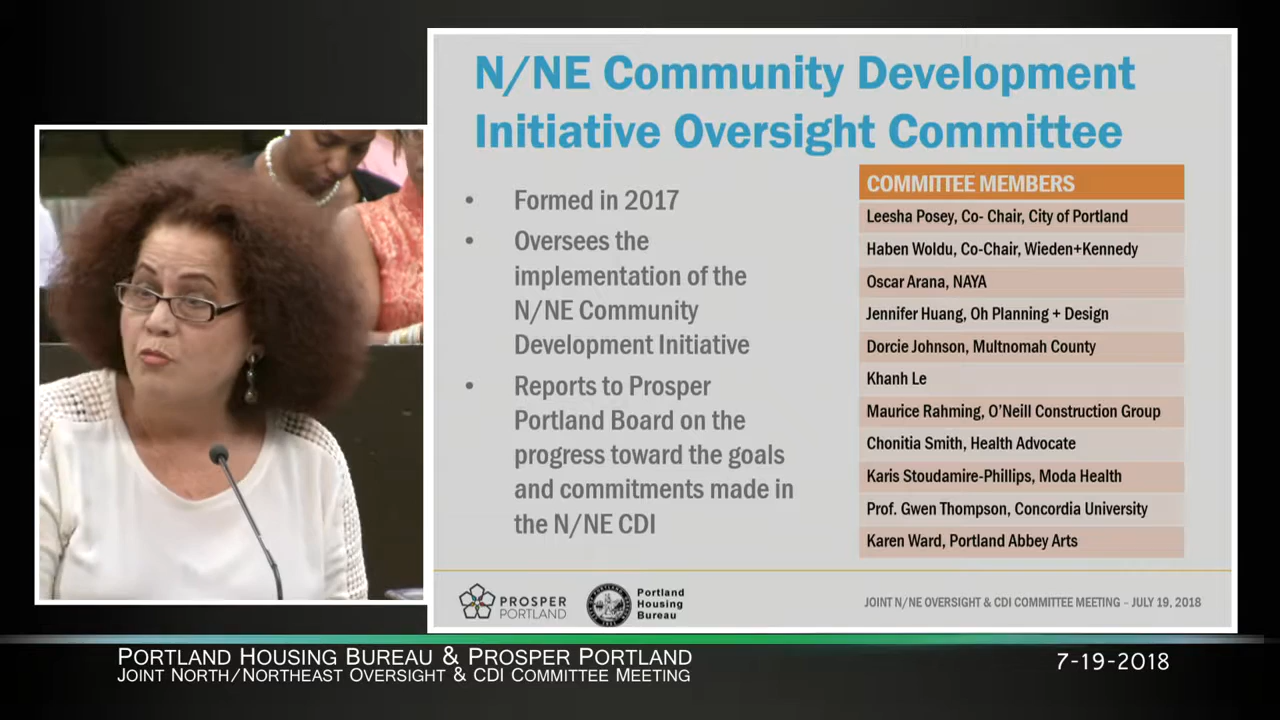 N/NE Community Development
Initiative Oversight Committee
• Formed in 2017
• Oversees the
implementation of the
N/NE Community
Development Initiative
• Reports to Prosper
Portland Board on the
progress toward the goals
and commitments made in
the N/NE CDI
COMMITTEE MEMBERS
Leesha Posey, Co- Chair, City of Portland
Haben Woldu, Co-Chair, Wieden+Kennedy
Oscar Arana, NAYA
Jennifer Huang, Oh Planning + Design
Dorcie Johnson, Multnomah County
Khanh Le
Maurice Rahming, O'Neill Construction Group
Chonitia Smith, Health Advocate
Karis Stoudamire-Phillips, Moda Health
Prof. Gwen Thompson, Concordia University
Karen Ward, Portland Abbey Arts
PROSPER
PORTLAND
Portland
Housing
Bureau
JOINT N/NE OVERSIGHT & CDI COMMITTEE MEETING – JULY 19, 2018
PORTLAND HOUSING BUREAU & PROSPER PORTLAND
JOINT NORTH/NORTHEAST OVERSIGHT & CDI COMMITTEE MEETING
7-19-2018